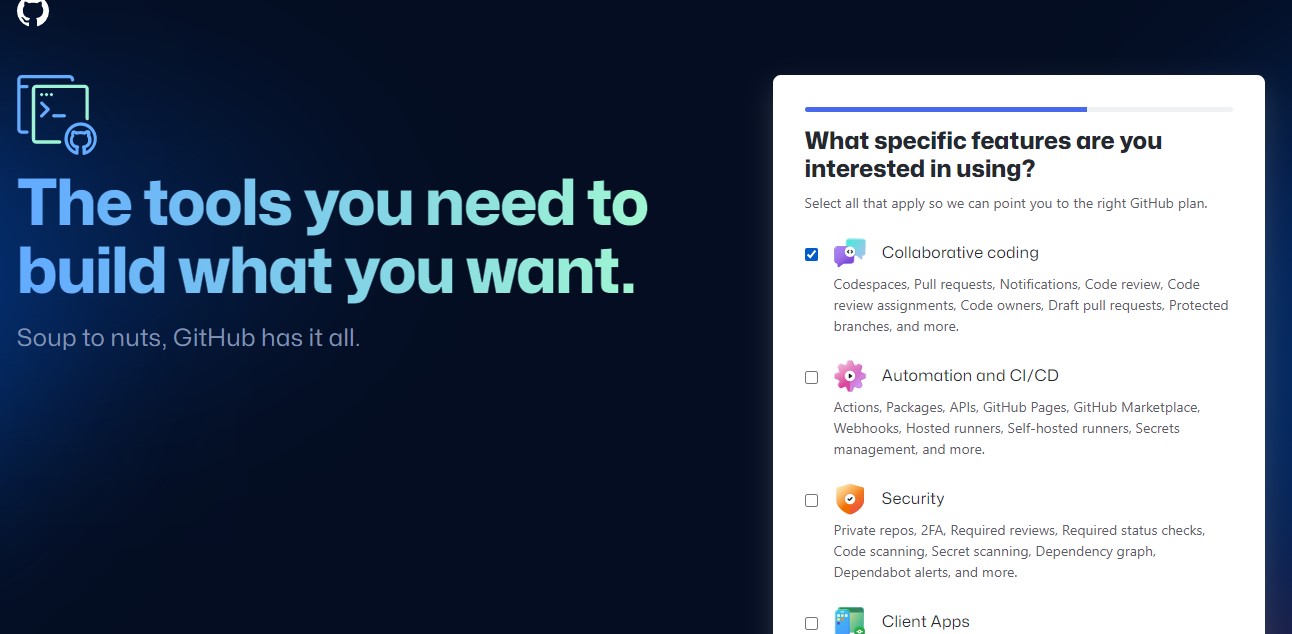 The tools you need to
build what you want.
Soup to nuts, GitHub has it all.
What specific features are you
interested in using?
Select all that apply so we can point you to the right GitHub plan.
Collaborative coding
Codespaces, Pull requests, Notifications, Code review, Code
review assignments, Code owners, Draft pull requests, Protected
branches, and more.
Automation and CI/CD
Actions, Packages, APIs, GitHub Pages, GitHub Marketplace,
Webhooks, Hosted runners, Self-hosted runners, Secrets
management, and more.
Security
Private repos, 2FA, Required reviews, Required status checks,
Code scanning, Secret scanning, Dependency graph,
Dependabot alerts, and more.
Client Apps